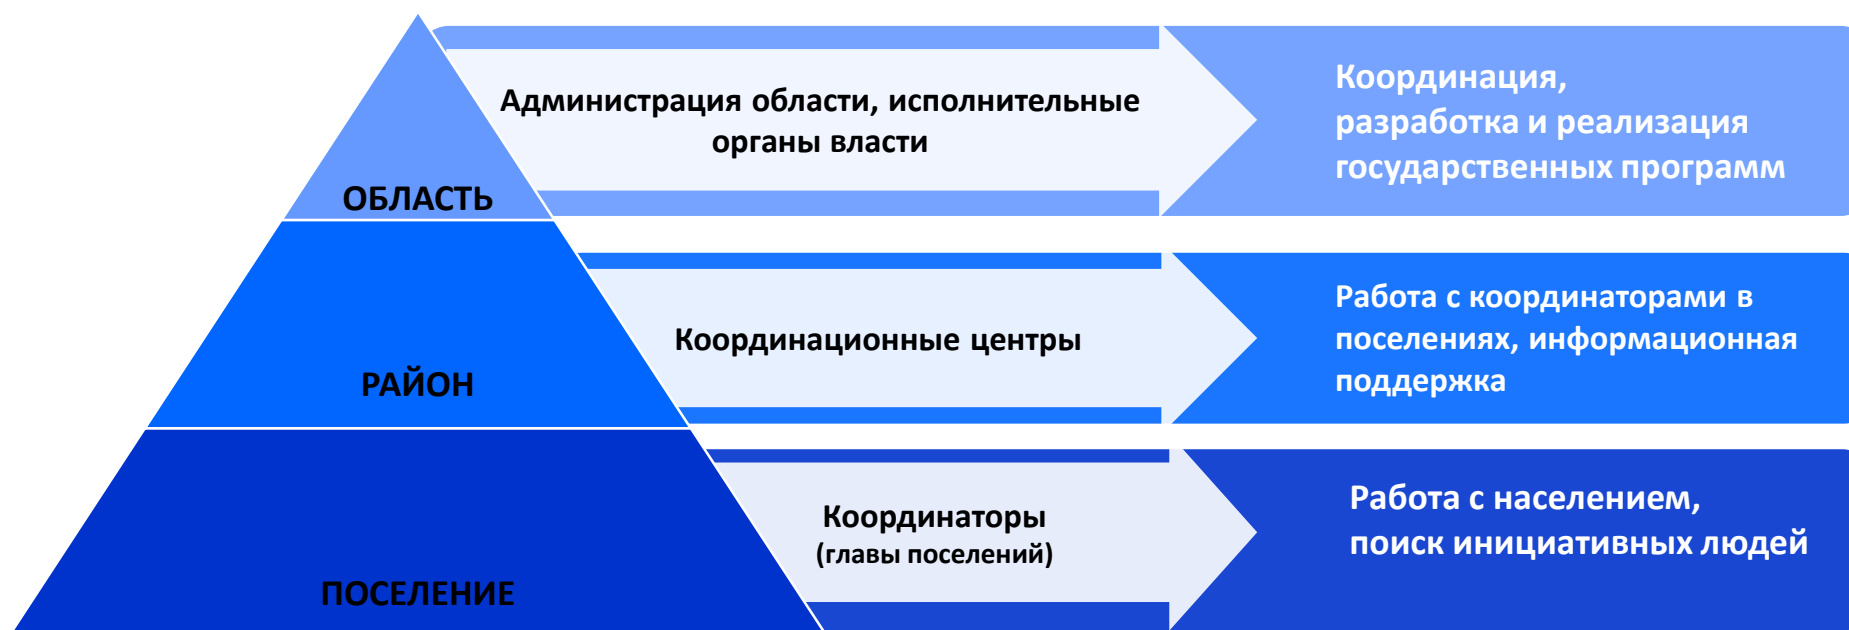 ОБЛАСТЬ
Администрация области, исполнительные
органы власти
Координация,
разработка и реализация
государственных программ
РАЙОН
Координационные центры
Работа с координаторами в
поселениях, информационная
поддержка
ПОСЕЛЕНИЕ
Координаторы
(главы поселений)
Работа с населением,
поиск инициативных людей